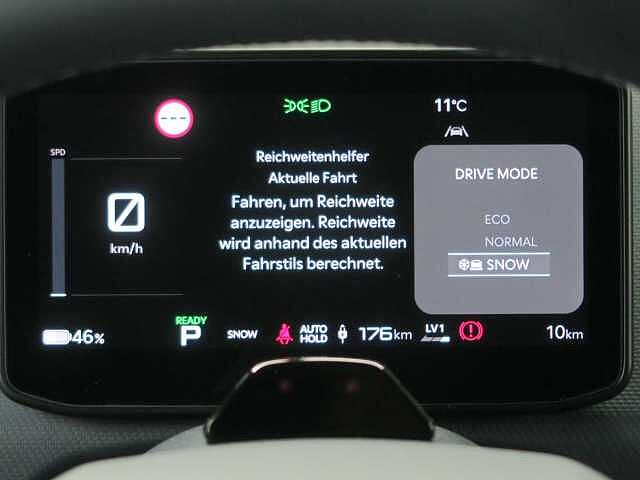 ---
11°C
SPD
0
km/h
Reichweitenhelfer
Aktuelle Fahrt
Fahren, um Reichweite
anzuzeigen. Reichweite
wird anhand des aktuellen
Fahrstils berechnet.
DRIVE MODE
ECO
NORMAL
SNOW
46%
READY
P
SNOW
AUTO
HOLD
176km
LV1
10km